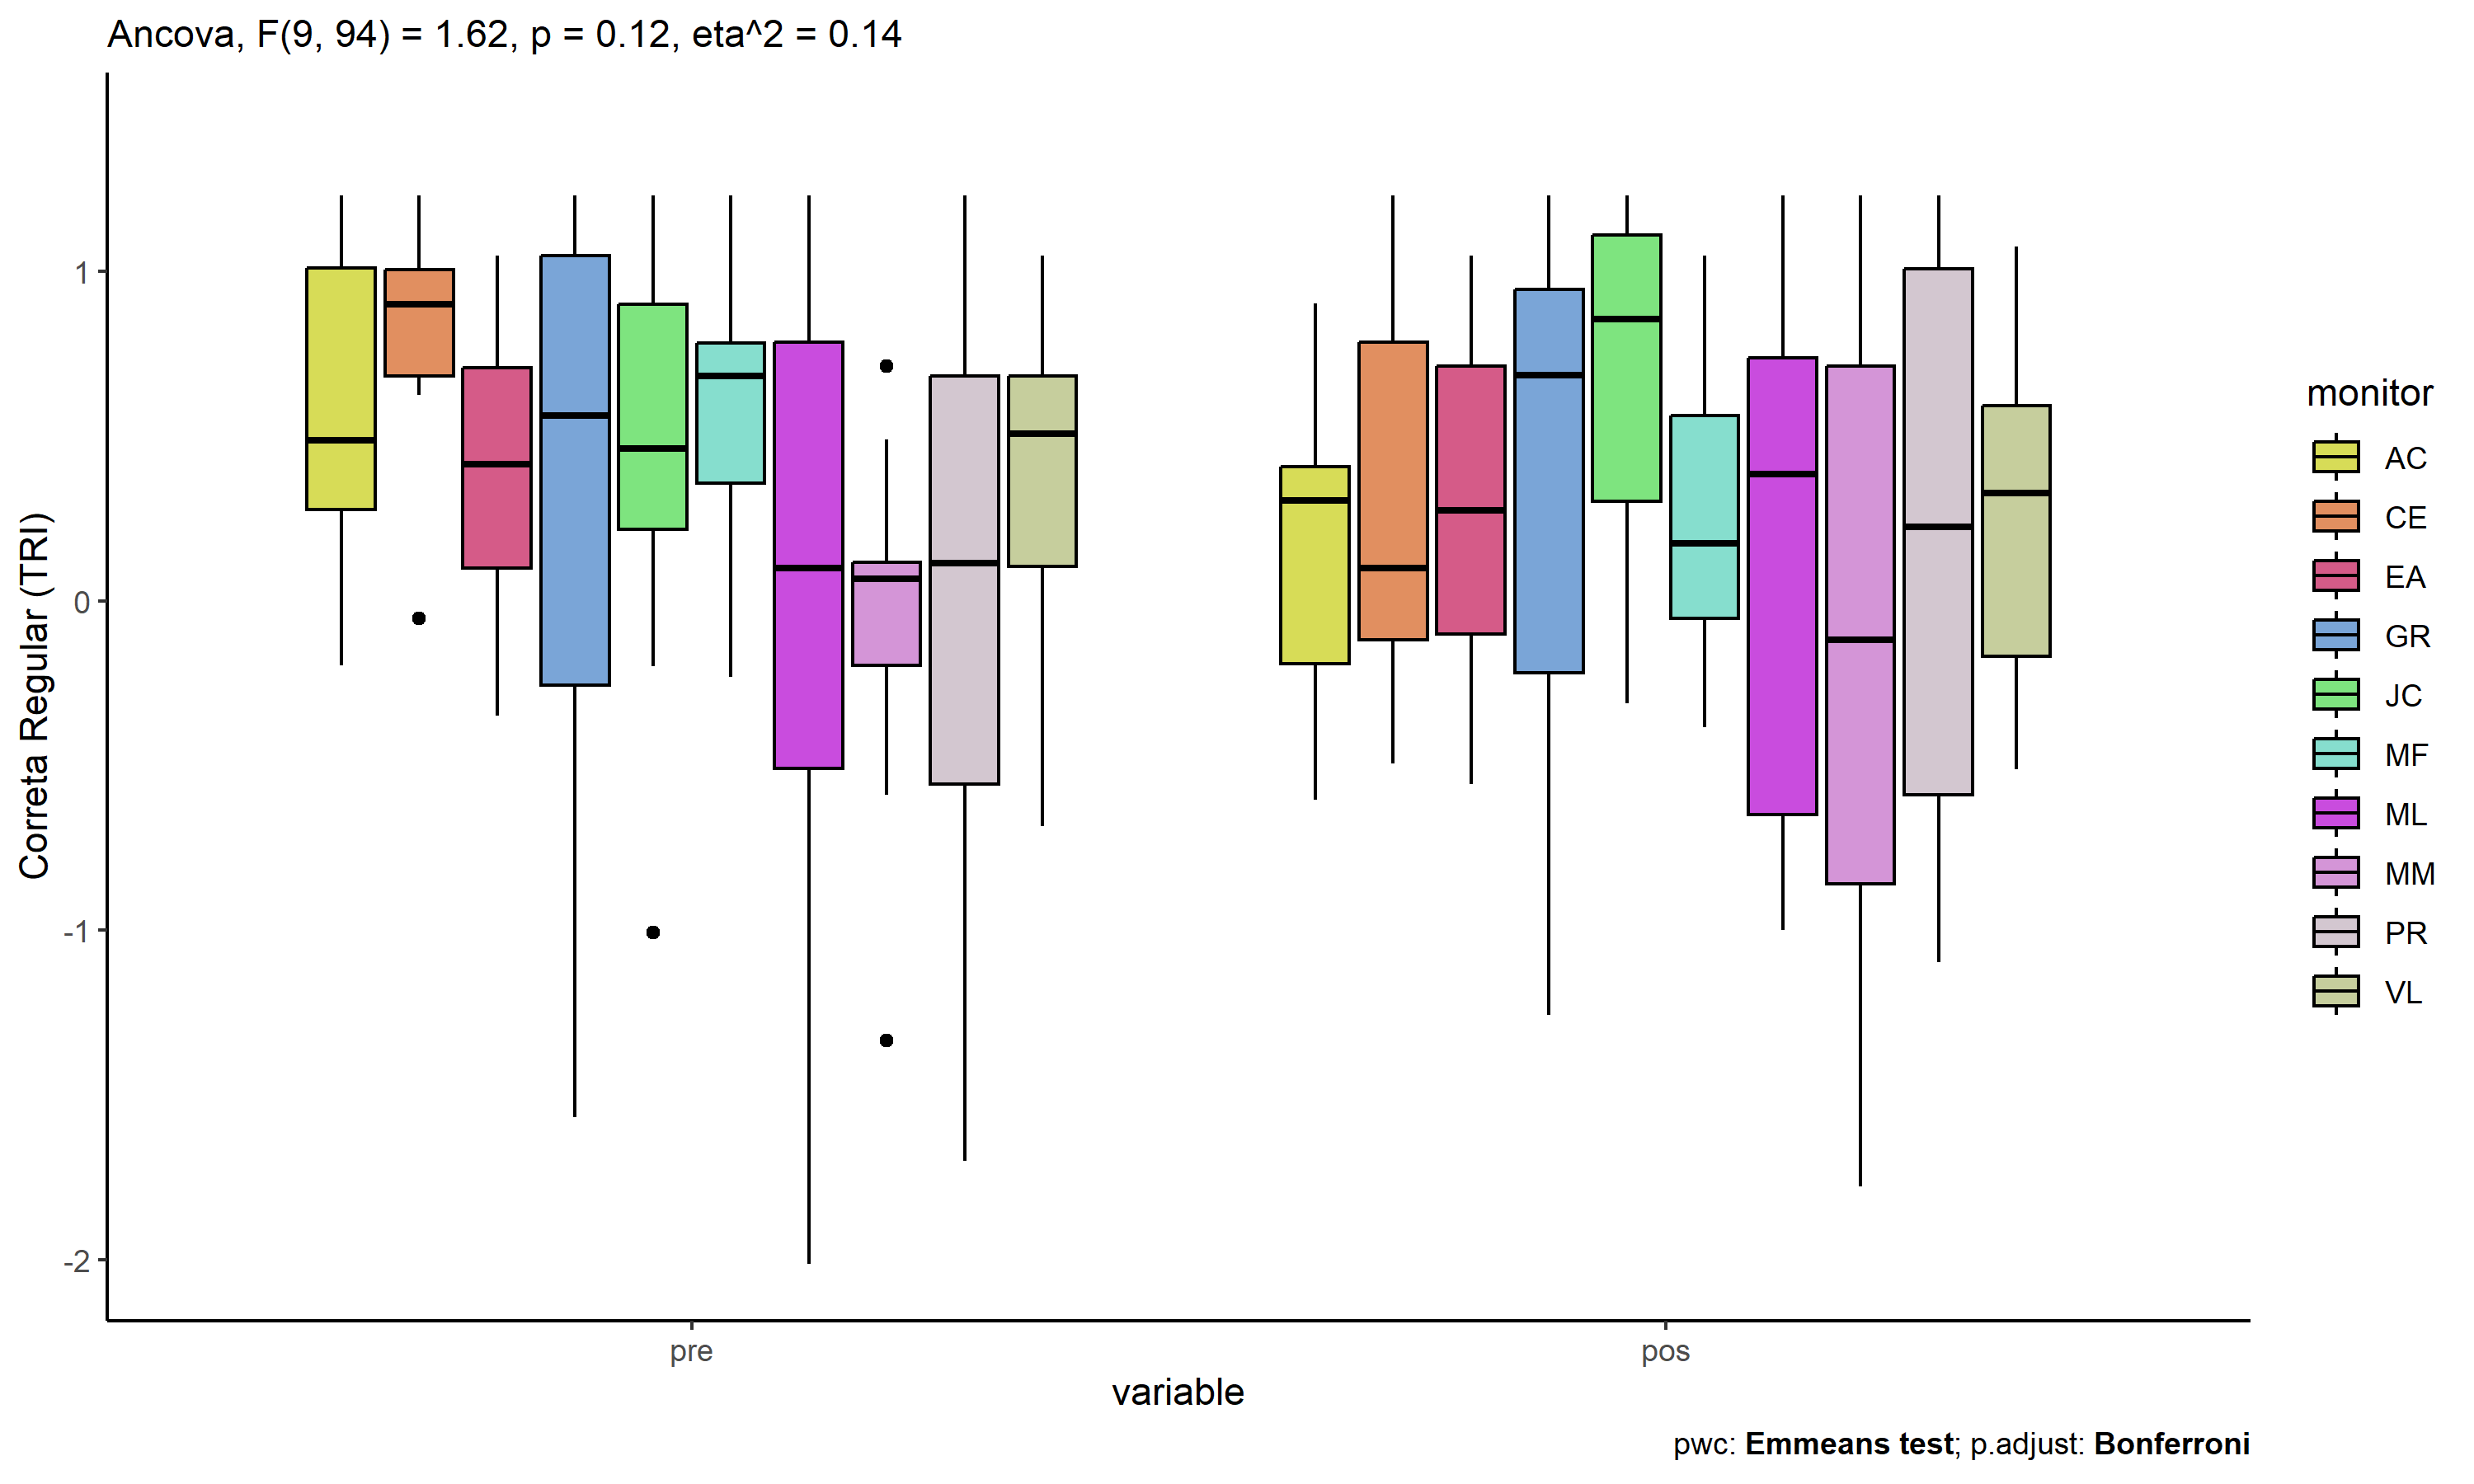 Ancova, F(9, 94) = 1.62, p = 0.12, eta^2 = 0.14
Correta Regular (TRI)
1
0
-1
-2
pre
pos
variable
monitor
AC
CE
EA
GR
JC
MF
ML
MM
PR
VL
pwc: Emmeans test; p.adjust: Bonferroni